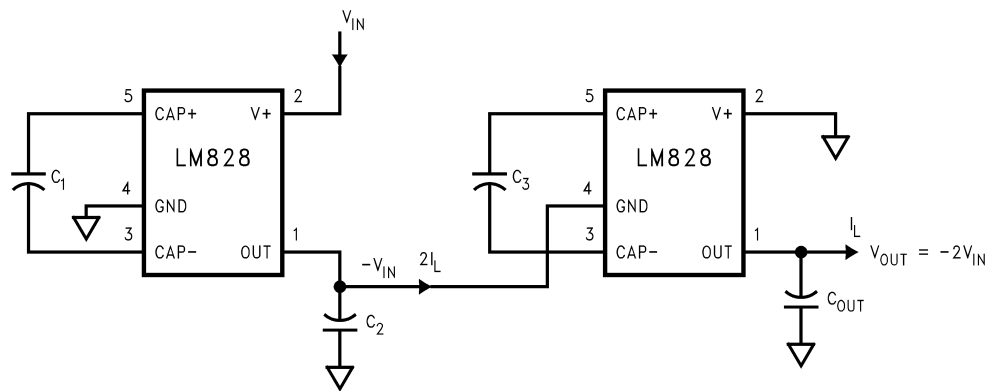 V_IN
5 CAP+ V+ 2
LM828
C_1
4 GND
3 CAP- OUT 1
-V_IN 2I_L
C_2
5 CAP+ V+ 2
LM828
C_3
4 GND
3 CAP- OUT 1
I_L
V_OUT = -2V_IN
C_OUT